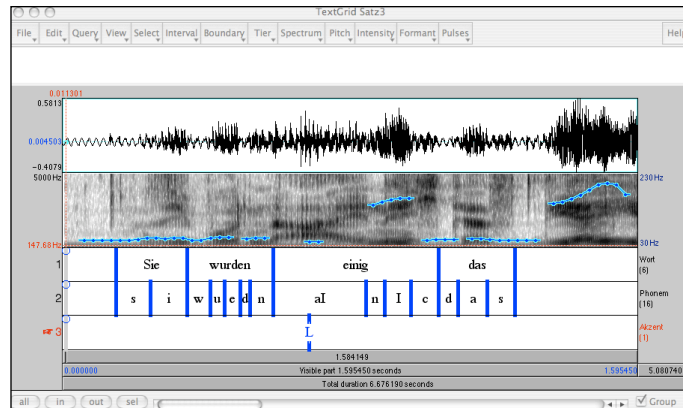 TextGrid Satz3
File Edit Query View Select Interval Boundary Tier Spectrum Pitch Intensity Formant Pulses Help
0.011301
0.5813
0.004503
-0.4079
5000 Hz 230 Hz
147.68 Hz 30 Hz
1 Sie wurden einig das Wort
(6)
2 s i w u e d n aI n I c d a s Phonem
(16)
3 L Akzent
(1)
1.584149
0.000000 Visible part 1.595450 seconds 1.595450 5.080740
Total duration 6.676190 seconds
all in out sel Group